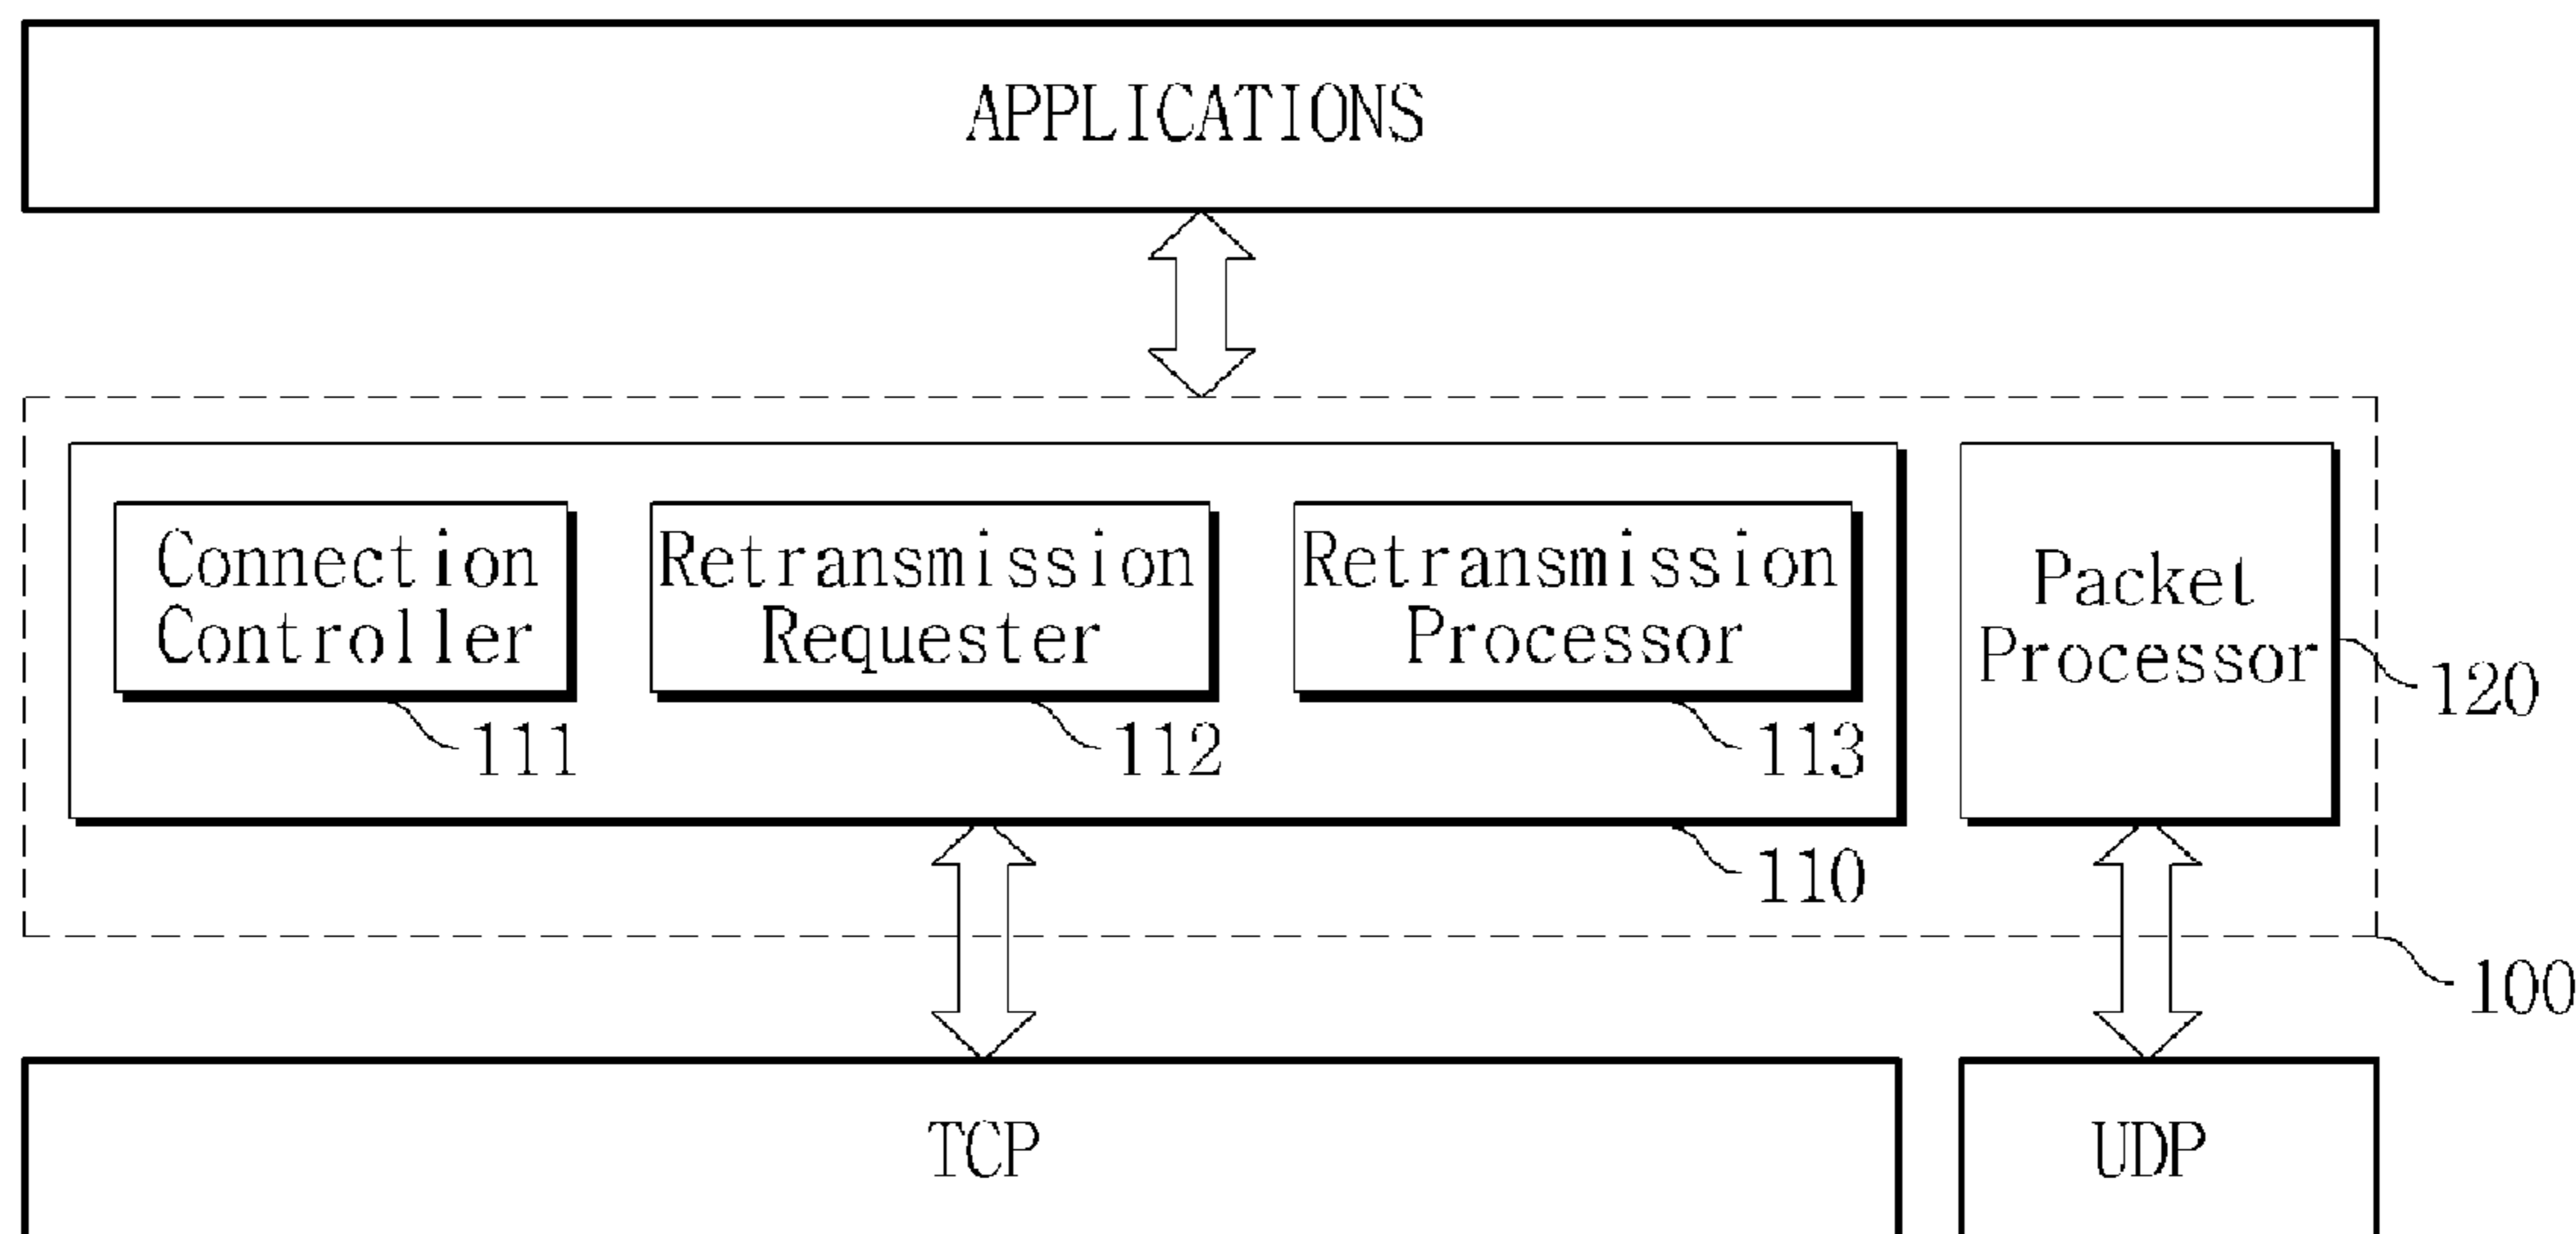 APPLICATIONS
Connection
Controller
111
Retransmission
Requester
112
Retransmission
Processor
113
110
Packet
Processor
120
100
TCP
UDP